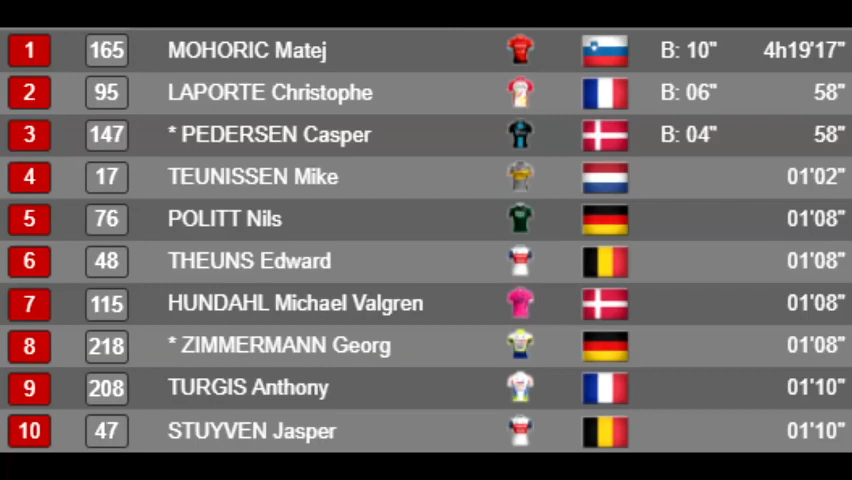 1 165 MOHORIC Matej B: 10" 4h19'17"
2 95 LAPORTE Christophe B: 06" 58"
3 147 * PEDERSEN Casper B: 04" 58"
4 17 TEUNISSEN Mike 01'02"
5 76 POLITT Nils 01'08"
6 48 THEUNS Edward 01'08"
7 115 HUNDAHL Michael Valgren 01'08"
8 218 * ZIMMERMANN Georg 01'08"
9 208 TURGIS Anthony 01'10"
10 47 STUYVEN Jasper 01'10"